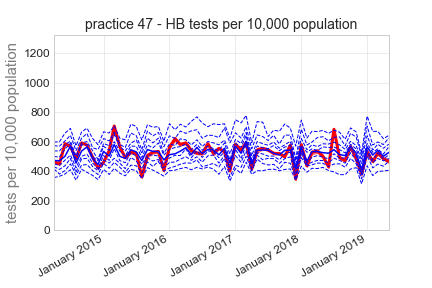 practice 47 - HB tests per 10,000 population
tests per 10,000 population
1200
1000
800
600
400
200
0
January 2015
January 2016
January 2017
January 2018
January 2019